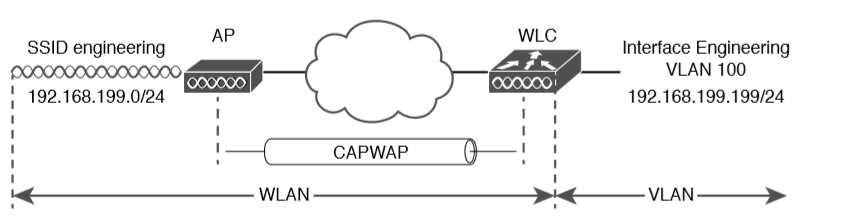 SSID engineering
192.168.199.0/24
AP
WLC
Interface Engineering
VLAN 100
192.168.199.199/24
CAPWAP
WLAN
VLAN